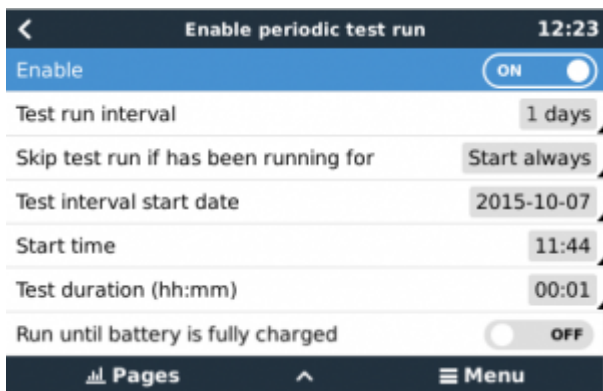 Enable periodic test run 12:23
Enable ON
Test run interval 1 days
Skip test run if has been running for Start always
Test interval start date 2015-10-07
Start time 11:44
Test duration (hh:mm) 00:01
Run until battery is fully charged OFF
Pages Menu